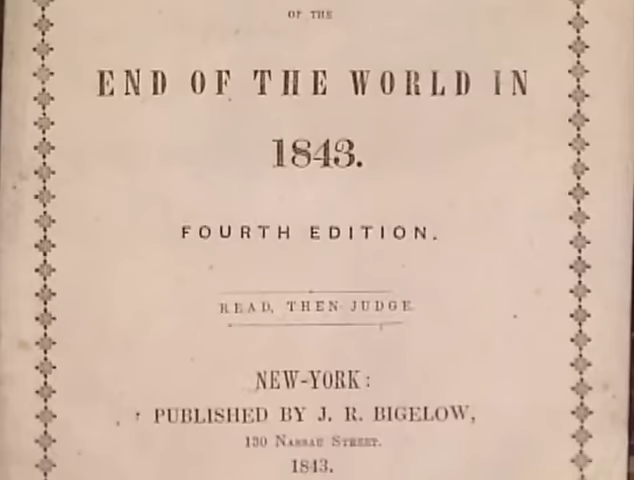 OF THE
END OF THE WORLD IN
1843.
FOURTH EDITION.
READ, THEN JUDGE
NEW-YORK:
PUBLISHED BY J. R. BIGELOW,
130 NASSAU STREET.
1843.